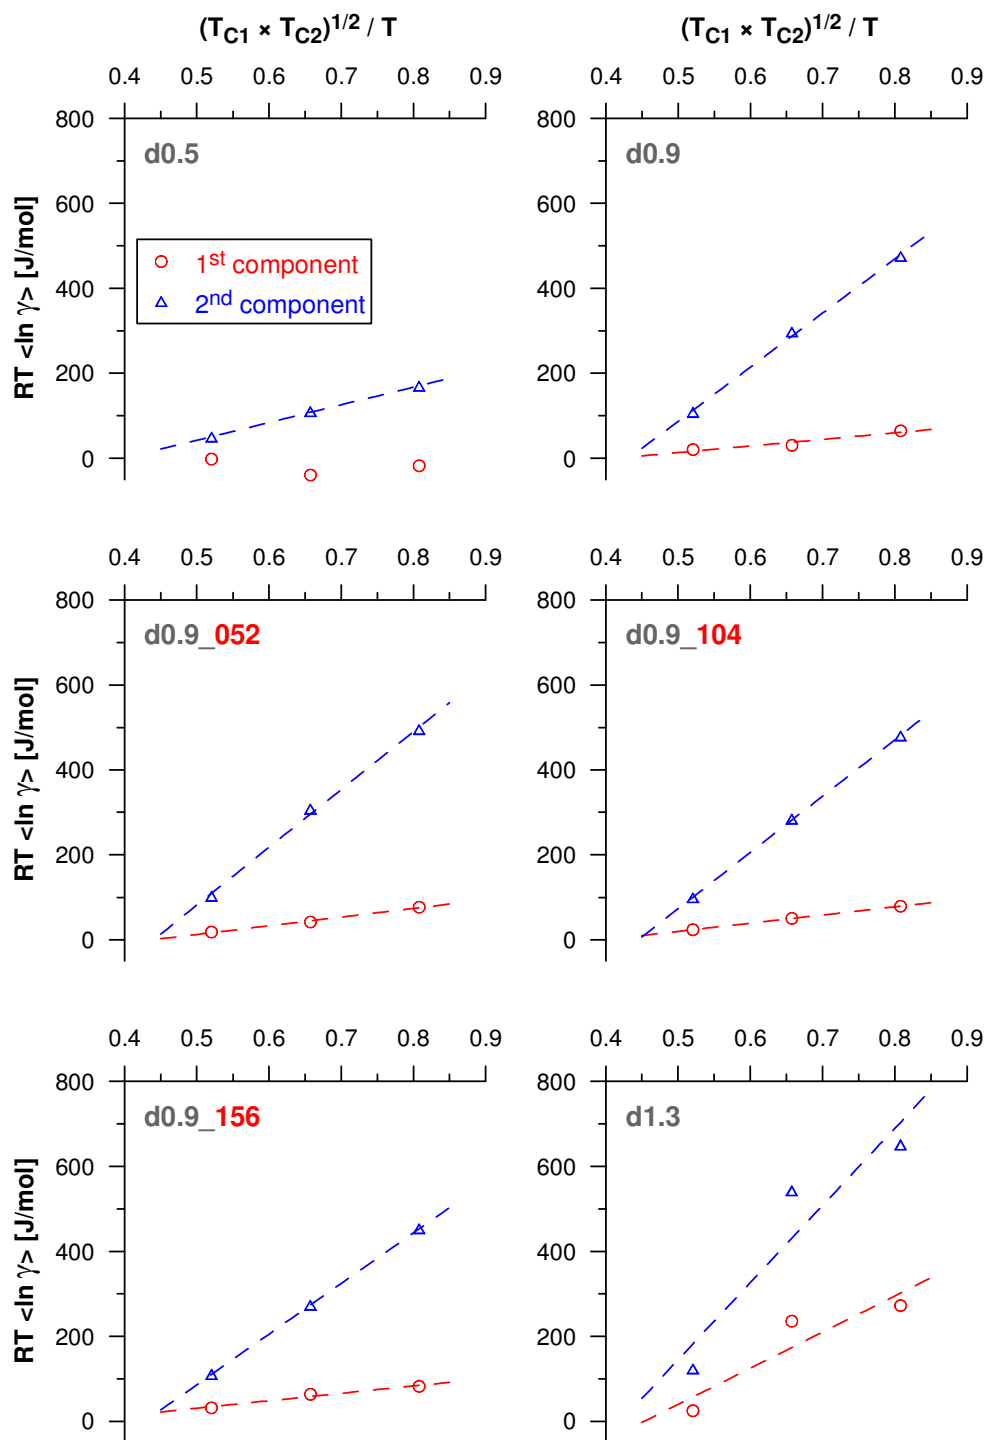 (T_C1 × T_C2)^1/2 / T
(T_C1 × T_C2)^1/2 / T
0.4 0.5 0.6 0.7 0.8 0.9
0.4 0.5 0.6 0.7 0.8 0.9
RT <ln γ> [J/mol]
800
600
400
200
0
d0.5
1st component
2nd component
800
600
400
200
0
d0.9
0.4 0.5 0.6 0.7 0.8 0.9
0.4 0.5 0.6 0.7 0.8 0.9
RT <ln γ> [J/mol]
800
600
400
200
0
d0.9_052
800
600
400
200
0
d0.9_104
0.4 0.5 0.6 0.7 0.8 0.9
0.4 0.5 0.6 0.7 0.8 0.9
RT <ln γ> [J/mol]
800
600
400
200
0
d0.9_156
800
600
400
200
0
d1.3